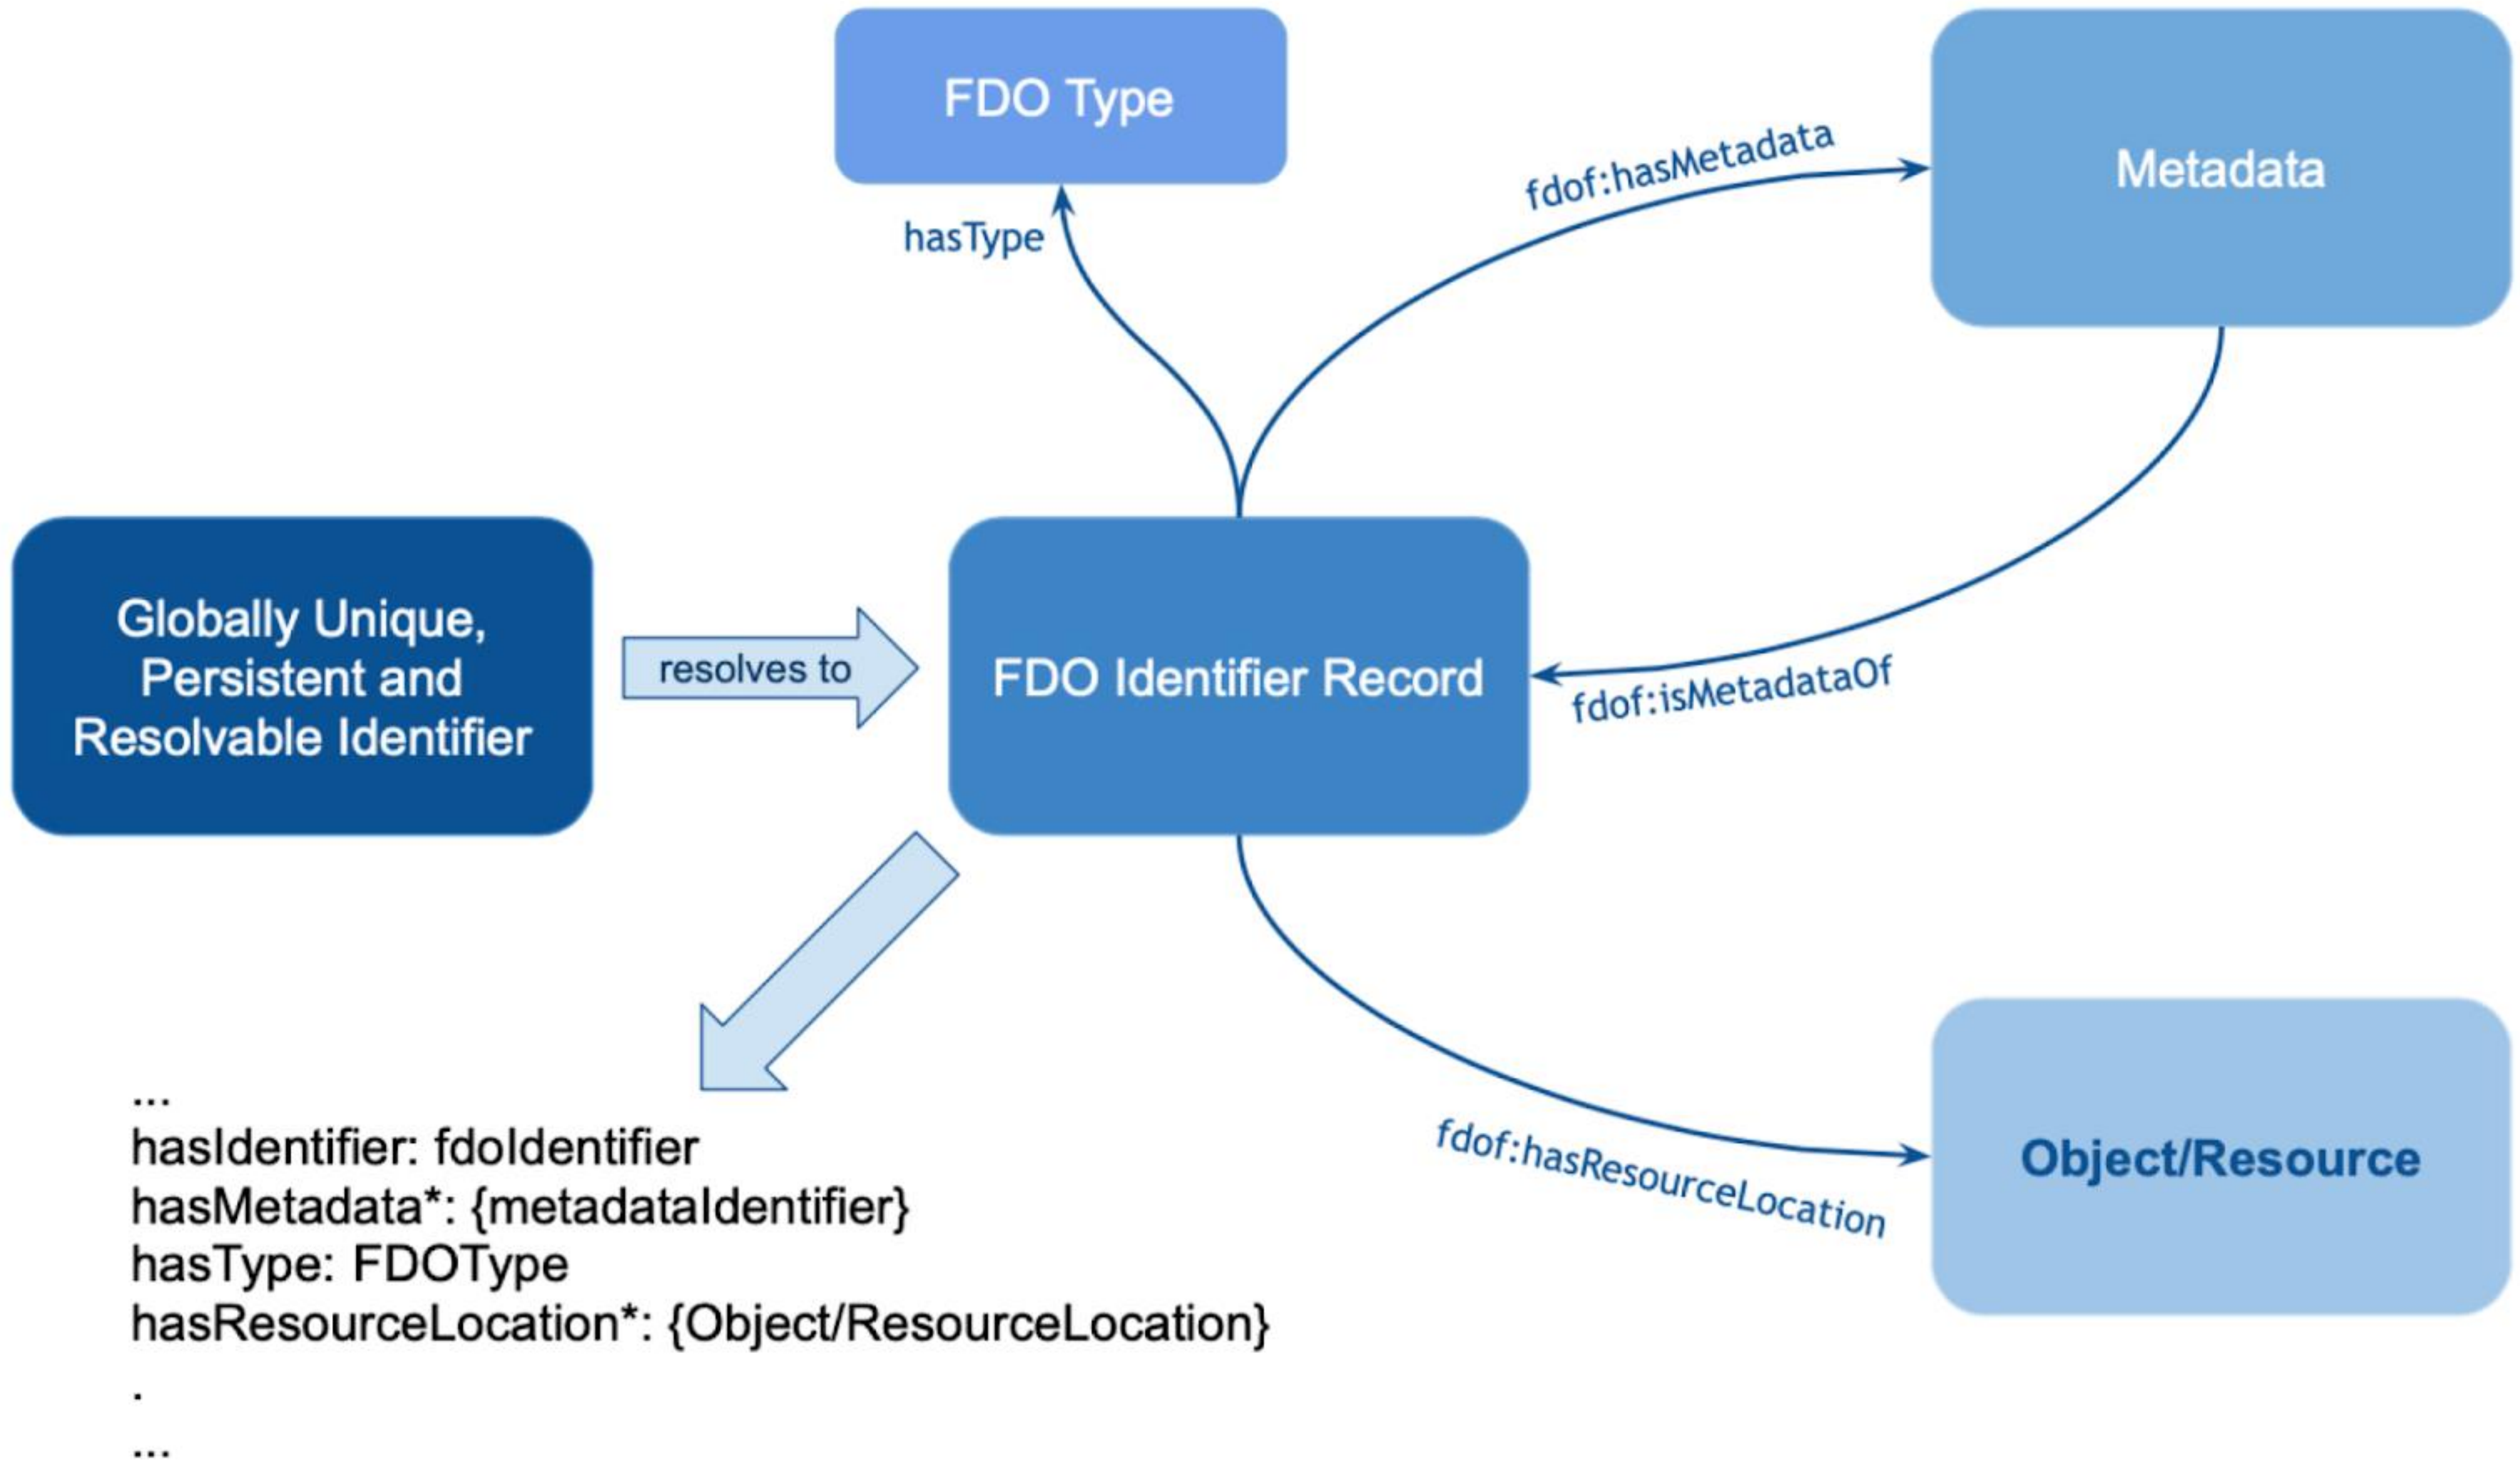 FDO Type
Metadata
fdof:hasMetadata
hasType
Globally Unique,
Persistent and
Resolvable Identifier
resolves to
FDO Identifier Record
fdof:isMetadataOf
fdof:hasResourceLocation
Object/Resource
...
hasIdentifier: fdoIdentifier
hasMetadata*: {metadataIdentifier}
hasType: FDOType
hasResourceLocation*: {Object/ResourceLocation}
.
...